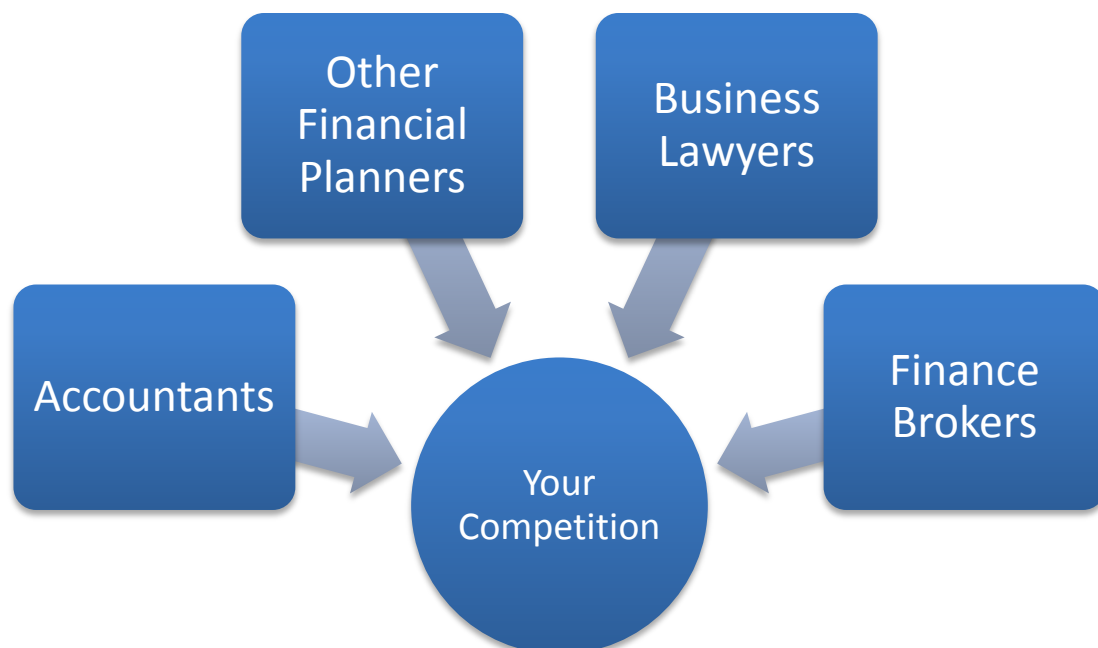 Other
Financial
Planners
Business
Lawyers
Accountants
Finance
Brokers
Your
Competition